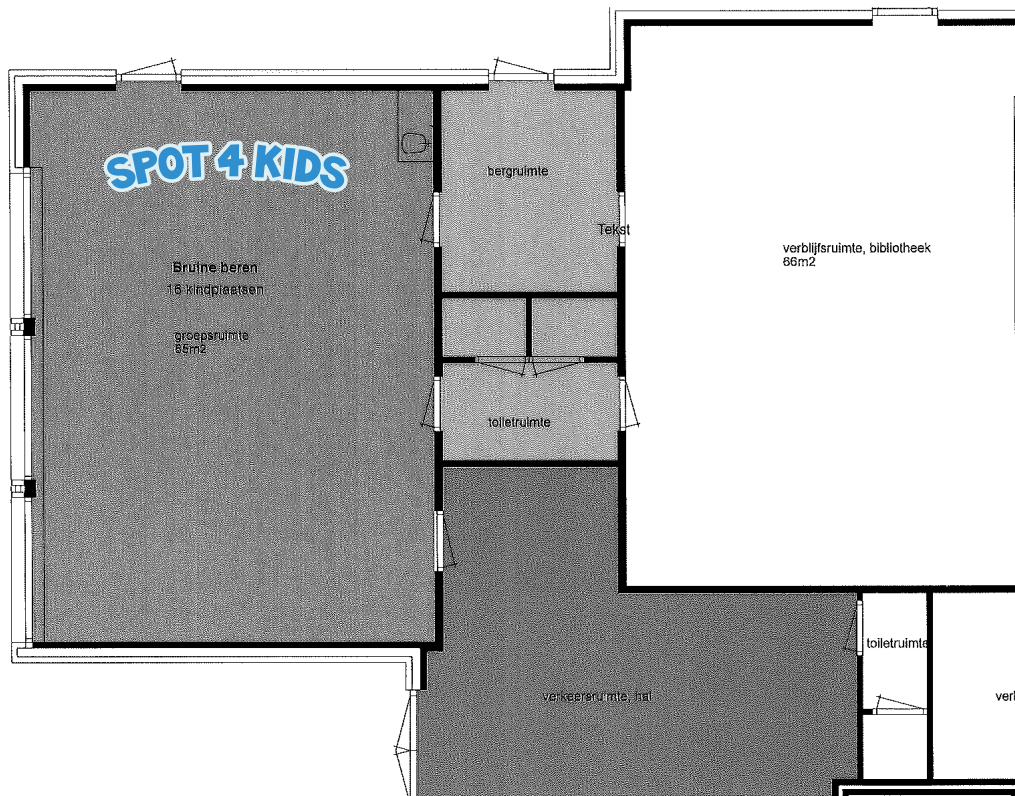 SPOT 4 KIDS
bergruimte
Tekst
verblijfsruimte, bibliotheek
66m2
Bruine beren
16 kindplaatsen
groepsruimte
65m2
toiletruimte
toiletruimte
verkeersruimte, hal